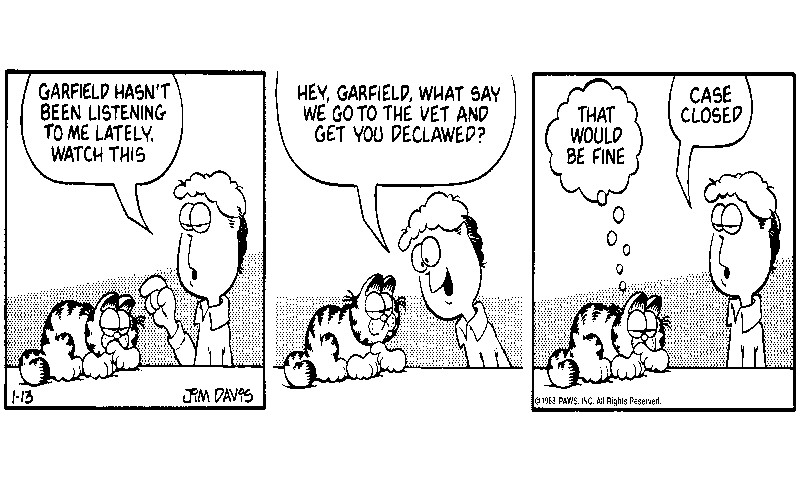 GARFIELD HASN'T
BEEN LISTENING
TO ME LATELY.
WATCH THIS
1-13
JIM DAVIS
HEY, GARFIELD, WHAT SAY
WE GO TO THE VET AND
GET YOU DECLAWED?
THAT
WOULD
BE FINE
CASE
CLOSED
©1983 PAWS, INC. All Rights Reserved.